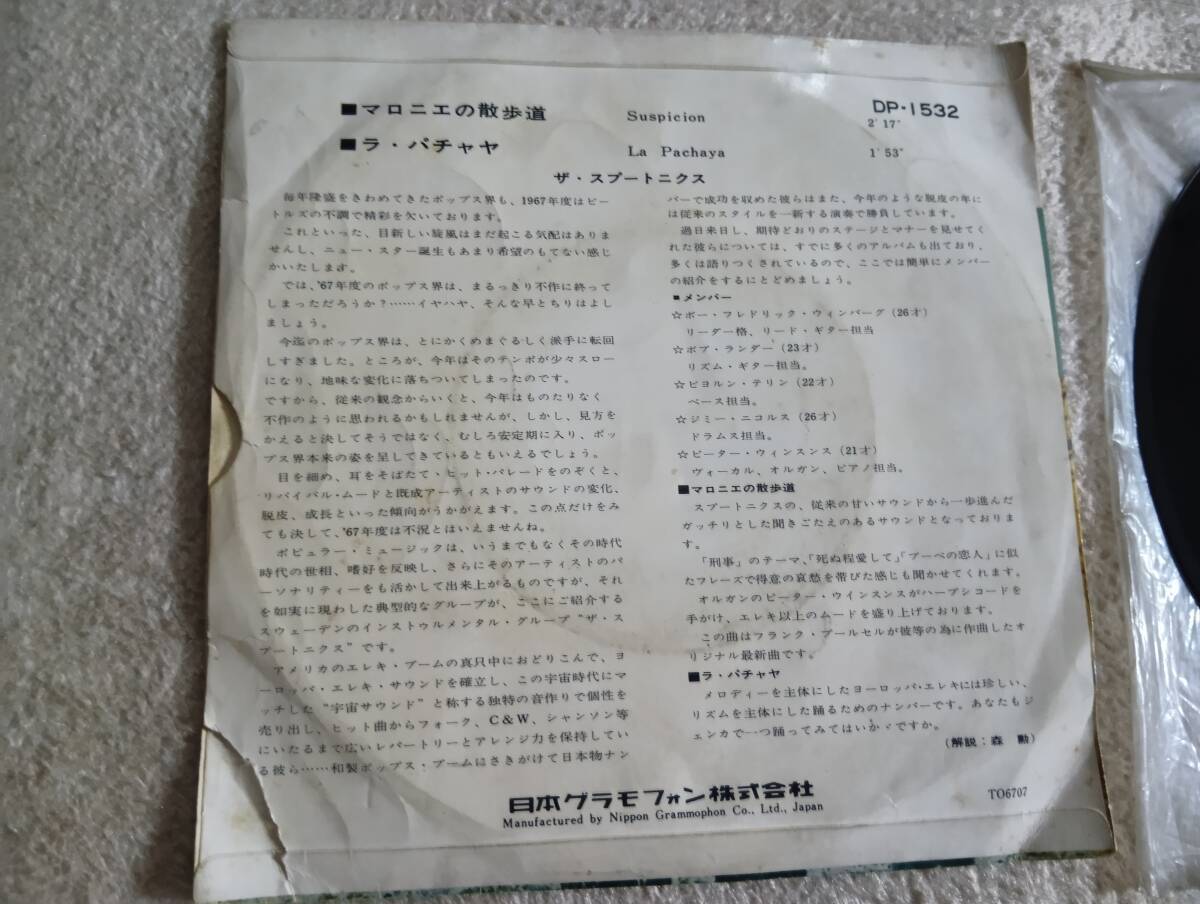 ■マロニエの散歩道 Suspicion 2'17"
DP・1532
■ラ・パチャヤ La Pachaya 1'53"
ザ・スプートニクス
毎年隆盛をきわめてきたポップス界も、1967年度はビー
トルズの不調で精彩を欠いております。
これといった、目新しい旋風はまだ起こる気配はありま
せんし、ニュー・スター誕生もあまり希望のもてない感じ
がいたします。
では、'67年度のポップス界は、まるっきり不作に終って
しまっただろうか？……イヤハヤ、そんな早とちりはよし
ましょう。
今迄のポップス界は、とにかくめまぐるしく派手に転回
しすぎました。ところが、今年はそのテンポが少々スロー
になり、地味な変化に落ちついてしまったのです。
ですから、従来の観念からいくと、今年はものたりなく
不作のように思われるかもしれませんが、しかし、見方を
かえると決してそうではなく、むしろ安定期に入り、ポッ
プス界本来の姿を呈してきているともいえるでしょう。
目を細め、耳をそばたて・ヒット・パレードをのぞくと、
リバイバル・ムードと既成アーティストのサウンドの変化、
脱皮、成長といった傾向がうかがえます。この点だけをみ
ても決して、'67年度は不況とはいえませんね。
ポピュラー・ミュージックは、いうまでもなくその時代
時代の世相、嗜好を反映し、さらにそのアーティストのパ
ーソナリティーをも活かして出来上がるものですが、それ
を如実に現わした典型的なグループが、ここにご紹介する
スウェーデンのインストゥルメンタル・グループ"ザ・ス
プートニクス"です。
アメリカのエレキ・ブームの真只中におどりこんで、ヨ
ーロッパ・エレキ・サウンドを確立し、この宇宙時代にマ
ッチした"宇宙サウンド"と称する独特の音作りで個性を
売り出し、ヒット曲からフォーク、C＆W、シャンソン等
にいたるまで広いレパートリーとアレンジ力を保持してい
る彼ら……和製ポップス・ブームにさきがけて日本物ナン
バーで成功を収めた彼らはまた、今年のような脱皮の年に
は従来のスタイルを一新する演奏で勝負しています。
過日来日し、期待どおりのステージとマナーを見せてく
れた彼らについては、すでに多くのアルバムも出ており、
多くは語りつくされているので、ここでは簡単にメンバー
の紹介をするにとどめましょう。
■メンバー
☆ボー・フレドリック・ウィンバーグ（26才）
リーダー格、リード・ギター担当
☆ボブ・ランダー（23才）
リズム・ギター担当。
☆ビヨルン・テリン（22才）
ベース担当。
☆ジミー・ニコルス（26才）
ドラムス担当。
☆ピーター・ウィンスンス（21才）
ヴィーカル、オルガン、ピアノ担当。
■マロニエの散歩道
スプートニクスの、従来の甘いサウンドから一歩進んだ
ガッチリとした聞きごたえのあるサウンドとなっておりま
す。
「刑事」のテーマ、「死ぬ程愛して」「ブーベの恋人」に似
たフレーズで得意の哀愁を帯びた感じも聞かせてくれます。
オルガンのピーター・ウインスンスがハープシコードを
手がけ、エレキ以上のムードを盛り上げております。
この曲はフランク・プールセルが彼等の為に作曲したオ
リジナル最新曲です。
■ラ・パチャヤ
メロディーを主体にしたヨーロッパ・エレキには珍しい、
リズムを主体にした踊るためのナンバーです。あなたもジ
ェンカで一つ踊ってみてはいかゞですか。
（解説：森 勲）
日本グラモフォン株式会社
Manufactured by Nippon Grammophon Co., Ltd., Japan
TO6707